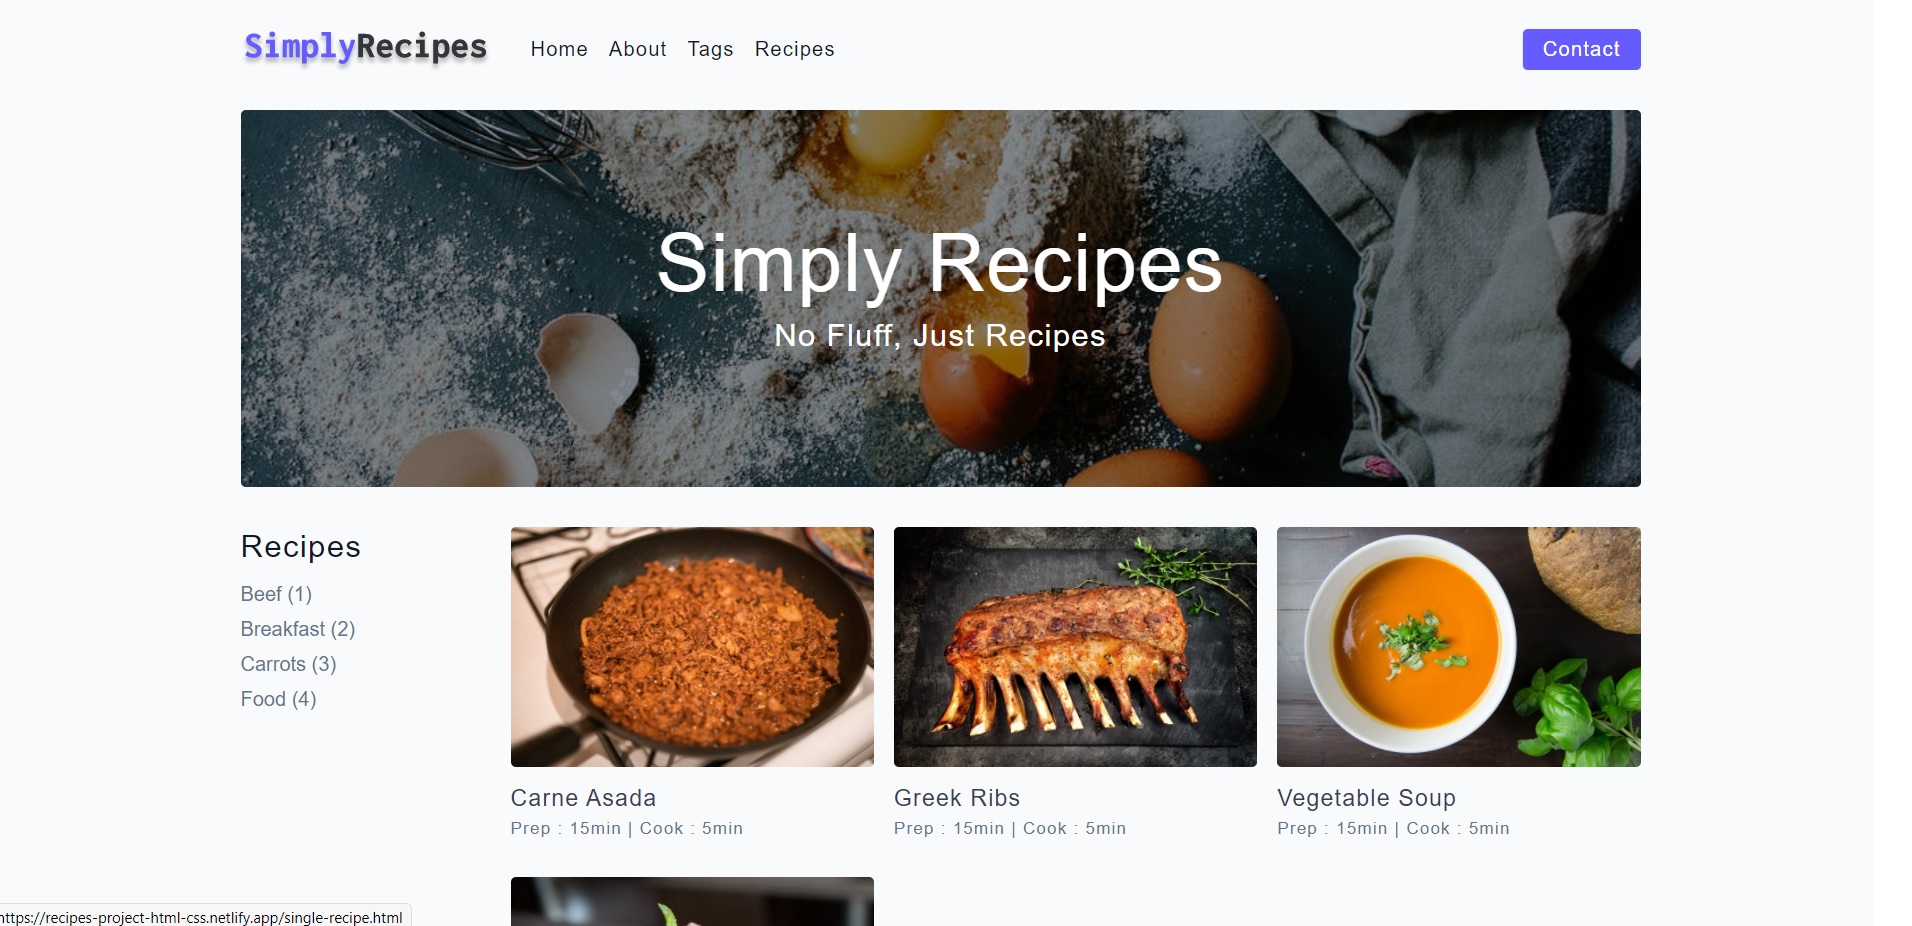 SimplyRecipes
Home About Tags Recipes
Contact
Simply Recipes
No Fluff, Just Recipes
Recipes
Beef (1)
Breakfast (2)
Carrots (3)
Food (4)
Carne Asada
Prep : 15min | Cook : 5min
Greek Ribs
Prep : 15min | Cook : 5min
Vegetable Soup
Prep : 15min | Cook : 5min
https://recipes-project-html-css.netlify.app/single-recipe.html